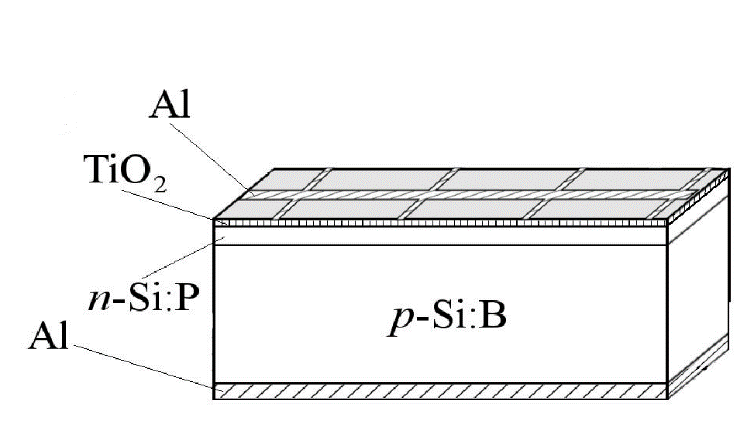 Al
TiO₂
n-Si:P
p-Si:B
Al